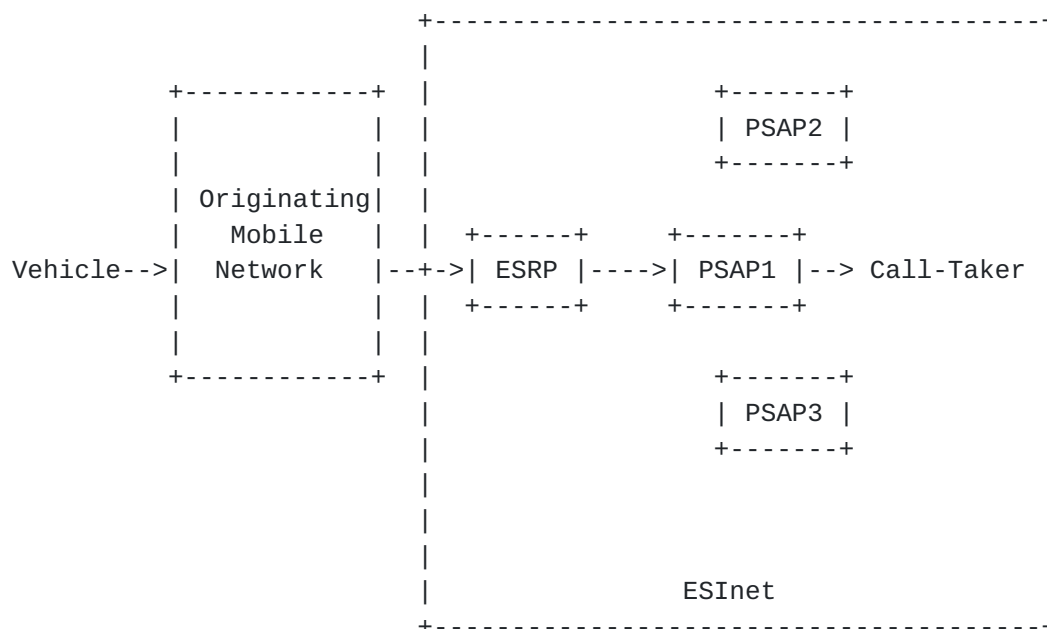 PSAP2
Originating
Mobile
Vehicle-->| Network |--+->| ESRP |---->| PSAP1 |--> Call-Taker
PSAP3
ESInet